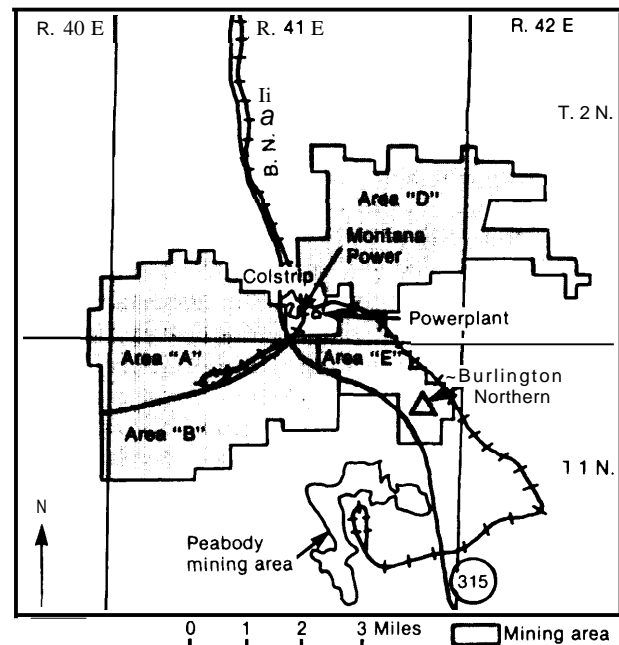 R. 40 E
R. 41 E
R. 42 E
Ii
a
B. N.
T. 2 N.
Area "D"
Montana
Power
Colstrip
Powerplant
Area "A"
Area "E"
~Burlington
Northern
Area "B"
1 1 N.
N
Peabody
mining area
315
0 1 2 3 Miles
Mining area